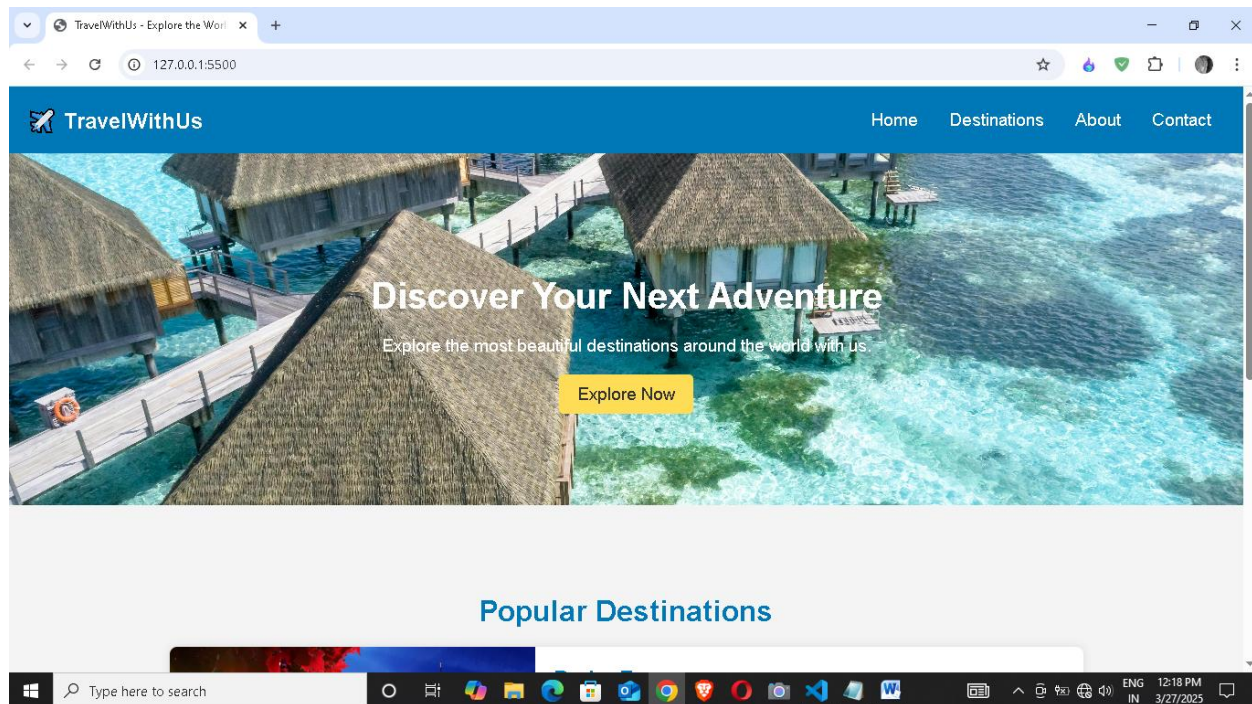 TravelWithUs - Explore the Worl
127.0.0.1:5500
TravelWithUs
Home Destinations About Contact
Discover Your Next Adventure
Explore the most beautiful destinations around the world with us.
Explore Now
Popular Destinations
Type here to search
ENG 12:18 PM
IN 3/27/2025